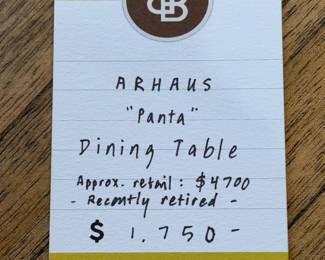 ARHAUS
"Panta"
Dining Table
Approx. retail: $4700
- Recently retired -
$ 1,750-